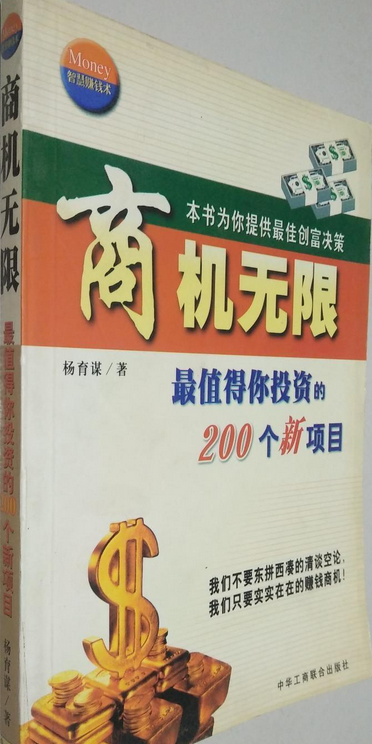 Money
智慧赚钱术
本书为你提供最佳创富决策
商机无限
杨育谋/著
最值得你投资的
200个新项目
我们不要东拼西凑的清谈空论,
我们只要实实在在的赚钱商机!
中华工商联合出版社
商机无限
最值得你投资的200个新项目
杨育谋/著